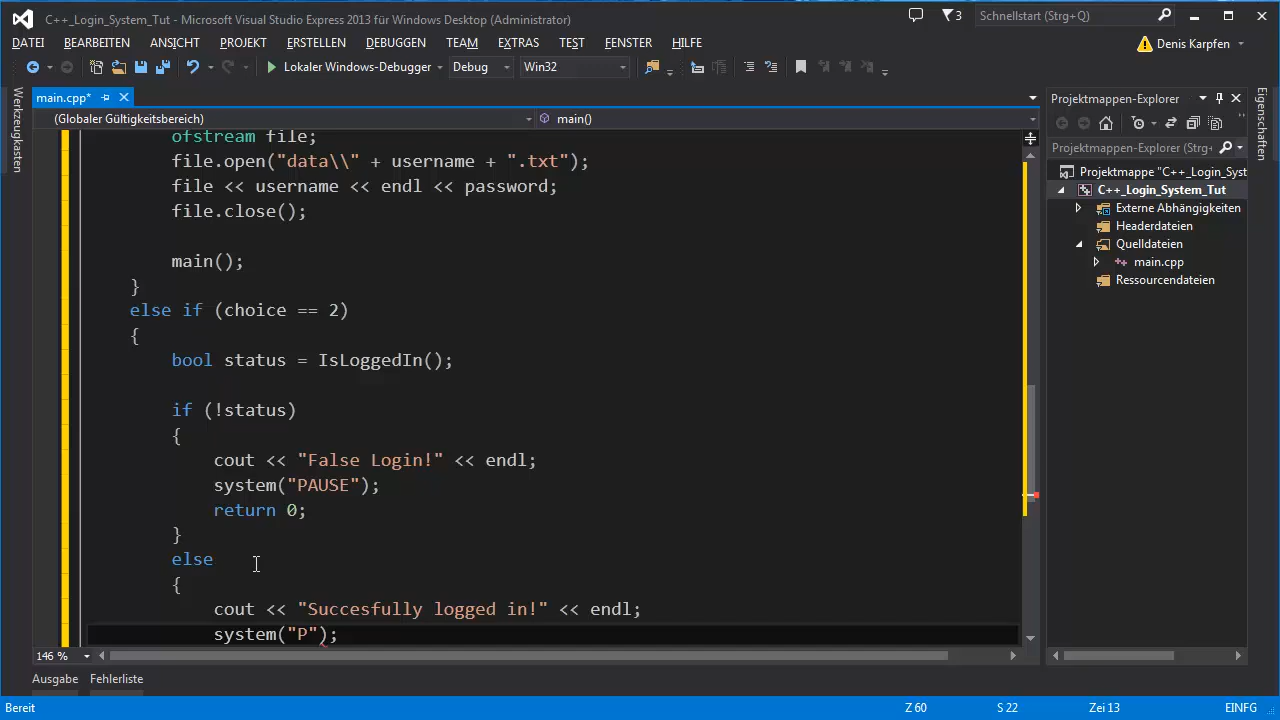 C++_Login_System_Tut - Microsoft Visual Studio Express 2013 für Windows Desktop (Administrator)
3
Schnellstart (Strg+Q)
DATEI BEARBEITEN ANSICHT PROJEKT ERSTELLEN DEBUGGEN TEAM EXTRAS TEST FENSTER HILFE
Denis Karpfen
Lokaler Windows-Debugger Debug Win32
Werkzeugkasten
main.cpp*
(Globaler Gültigkeitsbereich) main()
ofstream file;
file.open("data\\" + username + ".txt");
file << username << endl << password;
file.close();
main();
}
else if (choice == 2)
{
bool status = IsLoggedIn();
if (!status)
{
cout << "False Login!" << endl;
system("PAUSE");
return 0;
}
else
{
cout << "Succesfully logged in!" << endl;
system("P");
146 %
Projektmappen-Explorer
Projektmappen-Explorer (Strg+
Projektmappe "C++_Login_Syst
C++_Login_System_Tut
Externe Abhängigkeiten
Headerdateien
Quelldateien
main.cpp
Ressourcendateien
Eigenschaften
Ausgabe Fehlerliste
Bereit Z 60 S 22 Zei 13 EINFG